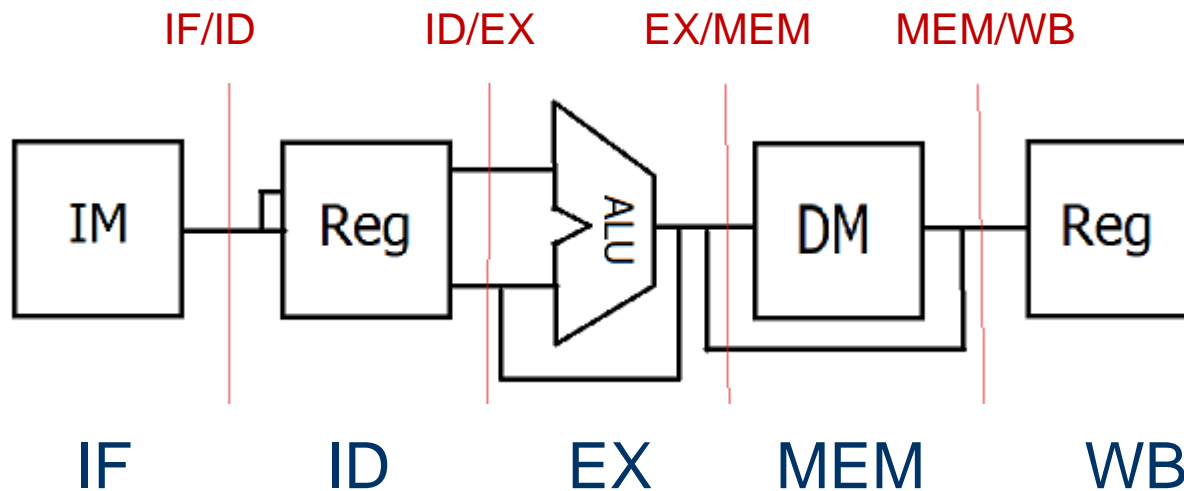 IF/ID ID/EX EX/MEM MEM/WB
IM Reg ALU DM Reg
IF ID EX MEM WB